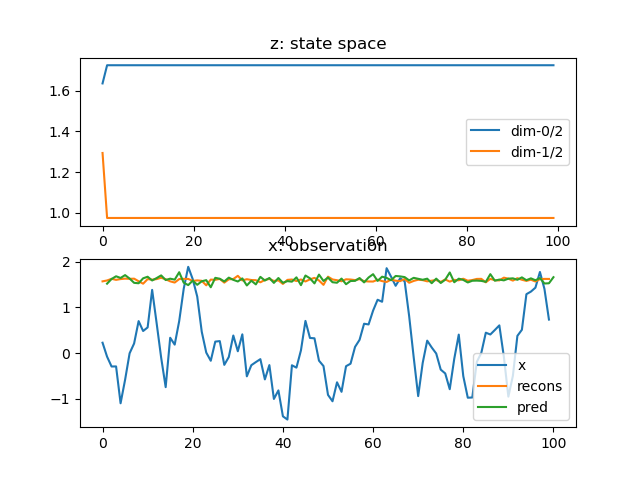 z: state space
1.6
1.4
1.2
1.0
dim-0/2
dim-1/2
0 20 40 60 80 100
x: observation
2
1
0
−1
x
recons
pred
0 20 40 60 80 100